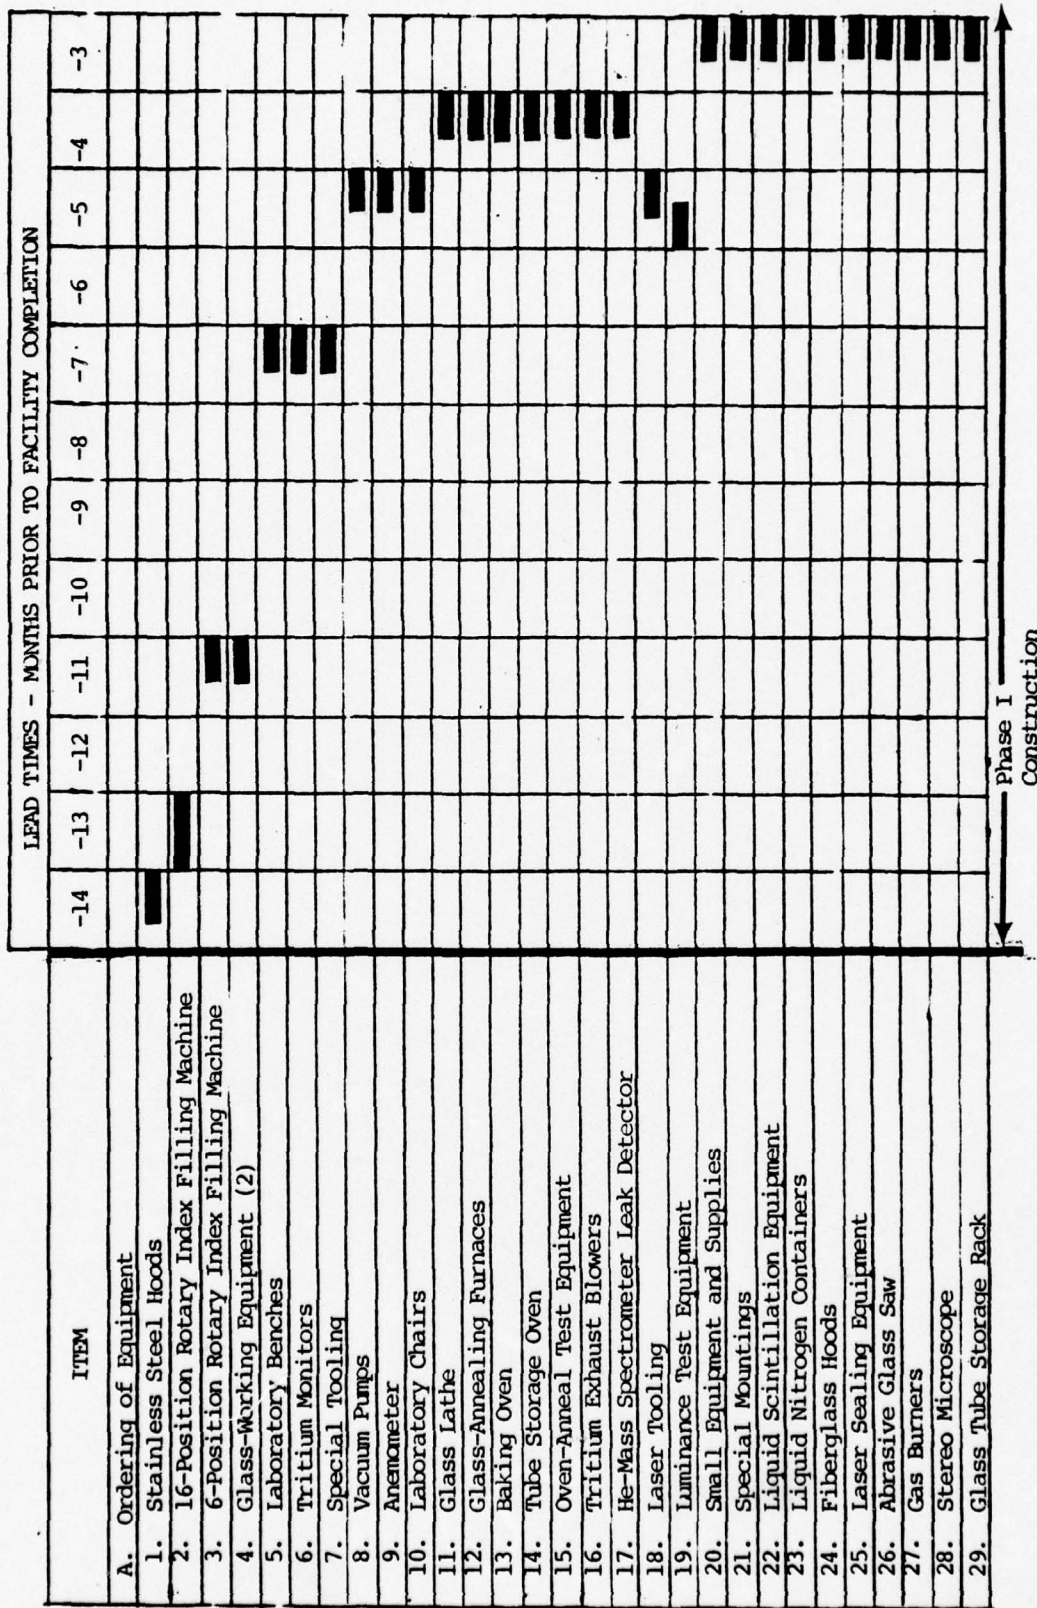 LEAD TIMES - MONTHS PRIOR TO FACILITY COMPLETION
ITEM -14 -13 -12 -11 -10 -9 -8 -7 -6 -5 -4 -3
A. Ordering of Equipment
1. Stainless Steel Hoods
2. 16-Position Rotary Index Filling Machine
3. 6-Position Rotary Index Filling Machine
4. Glass-Working Equipment (2)
5. Laboratory Benches
6. Tritium Monitors
7. Special Tooling
8. Vacuum Pumps
9. Anemometer
10. Laboratory Chairs
11. Glass Lathe
12. Glass-Annealing Furnaces
13. Baking Oven
14. Tube Storage Oven
15. Oven-Anneal Test Equipment
16. Tritium Exhaust Blowers
17. He-Mass Spectrometer Leak Detector
18. Laser Tooling
19. Luminance Test Equipment
20. Small Equipment and Supplies
21. Special Mountings
22. Liquid Scintillation Equipment
23. Liquid Nitrogen Containers
24. Fiberglass Hoods
25. Laser Sealing Equipment
26. Abrasive Glass Saw
27. Gas Burners
28. Stereo Microscope
29. Glass Tube Storage Rack
Phase I
Construction